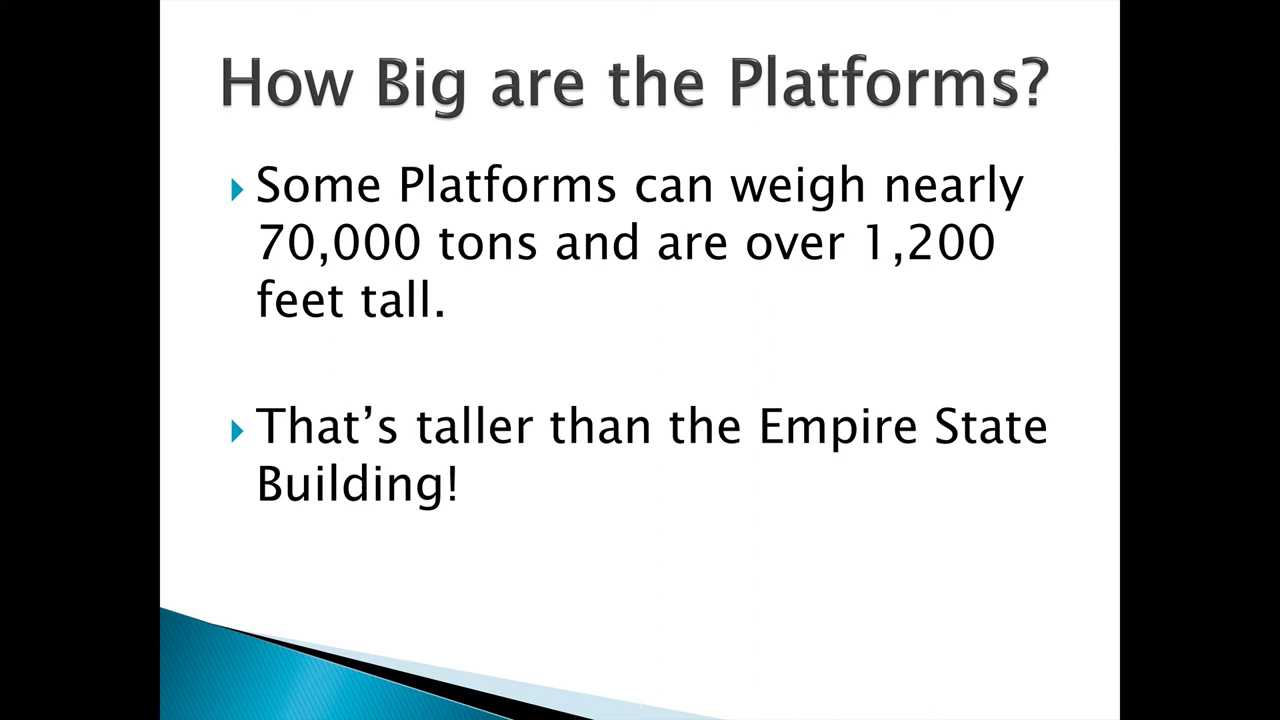 How Big are the Platforms?
Some Platforms can weigh nearly
70,000 tons and are over 1,200
feet tall.
That’s taller than the Empire State
Building!